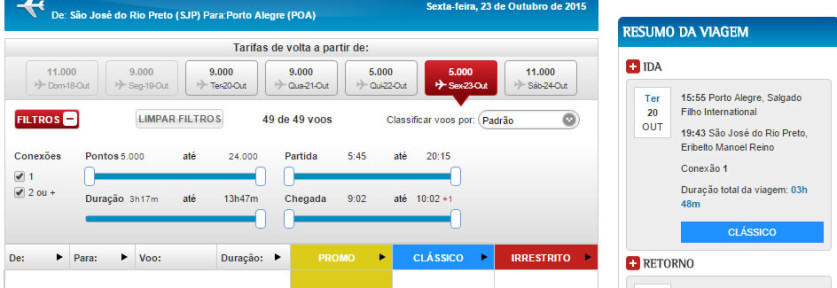 De: São José do Rio Preto (SJP) Para:Porto Alegre (POA)
Sexta-feira, 23 de Outubro de 2015
Tarifas de volta a partir de:
11.000 9.000 9.000 9.000 5.000 5.000 11.000
Dom-18-Out Seg-19-Out Ter-20-Out Qua-21-Out Qui-22-Out Sex-23-Out Sáb-24-Out
FILTROS LIMPAR FILTROS 49 de 49 voos Classificar voos por: Padrão
Conexões Pontos 5.000 até 24.000 Partida 5:45 até 20:15
1
2 ou +
Duração 3h17m até 13h47m Chegada 9:02 até 10:02 +1
De: Para: Voo: Duração: PROMO CLÁSSICO IRRESTRITO
RESUMO DA VIAGEM
IDA
Ter
20
OUT
15:55 Porto Alegre, Salgado
Filho International
19:43 São José do Rio Preto,
Eribelto Manoel Reino
Conexão 1
Duração total da viagem: 03h
48m
CLÁSSICO
RETORNO